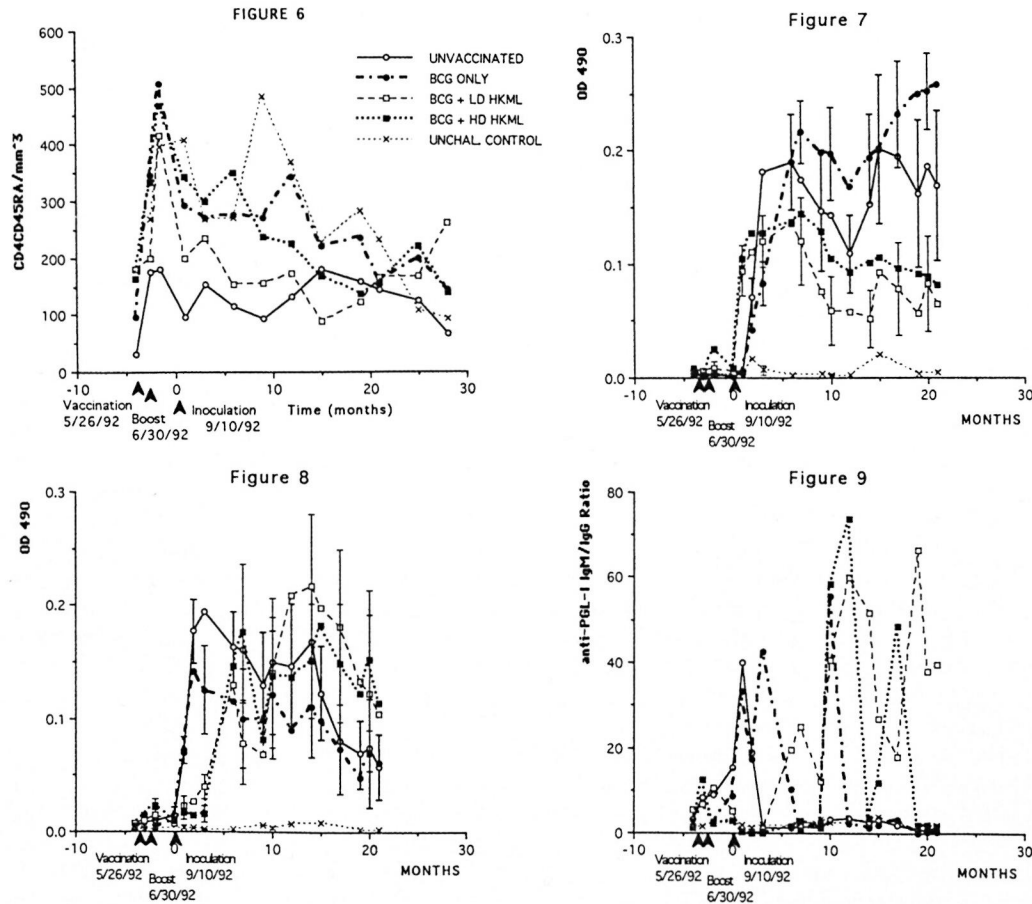 FIGURE 6
CD4CD45RA/mm^3
600
500
400
300
200
100
0
UNVACCINATED
BCG ONLY
BCG + LD HKML
BCG + HD HKML
UNCHAL. CONTROL
-10 0 10 20 30
Time (months)
Vaccination
5/26/92
Boost
6/30/92
Inoculation
9/10/92
Figure 7
OD 490
0.3
0.2
0.1
0.0
-10 0 10 20 30
MONTHS
Vaccination
5/26/92
Boost
6/30/92
Inoculation
9/10/92
Figure 8
OD 490
0.3
0.2
0.1
0.0
-10 0 10 20 30
MONTHS
Vaccination
5/26/92
Boost
6/30/92
Inoculation
9/10/92
Figure 9
anti-PGL-I IgM/IgG Ratio
80
60
40
20
0
-10 0 10 20 30
MONTHS
Vaccination
5/26/92
Boost
6/30/92
Inoculation
9/10/92